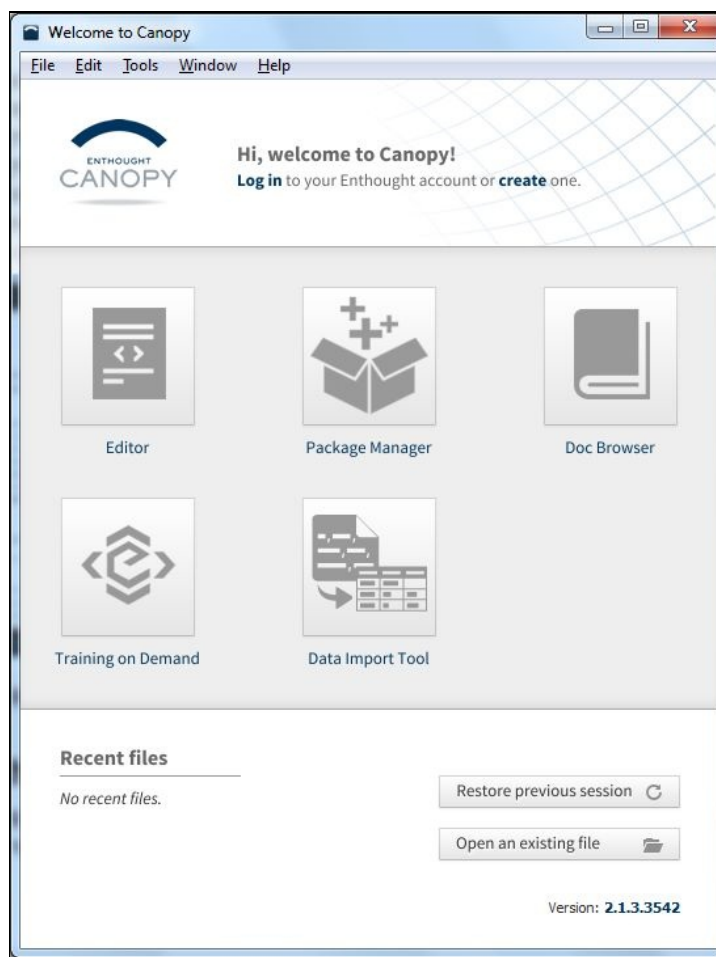 Welcome to Canopy
File Edit Tools Window Help
ENTHOUGHT
CANOPY
Hi, welcome to Canopy!
Log in to your Enthought account or create one.
Editor
Package Manager
Doc Browser
Training on Demand
Data Import Tool
Recent files
No recent files.
Restore previous session
Open an existing file
Version: 2.1.3.3542